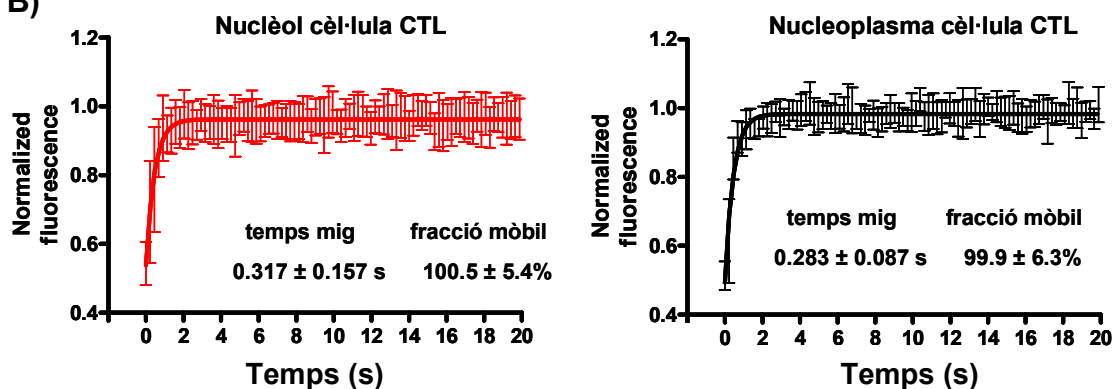 B)
Nuclèol cèl·lula CTL
1.2
1.0
0.8
0.6
0.4
Normalized
fluorescence
temps mig fracció mòbil
0.317 ± 0.157 s 100.5 ± 5.4%
0 2 4 6 8 10 12 14 16 18 20
Temps (s)
Nucleoplasma cèl·lula CTL
1.2
1.0
0.8
0.6
0.4
Normalized
fluorescence
temps mig fracció mòbil
0.283 ± 0.087 s 99.9 ± 6.3%
0 2 4 6 8 10 12 14 16 18 20
Temps (s)